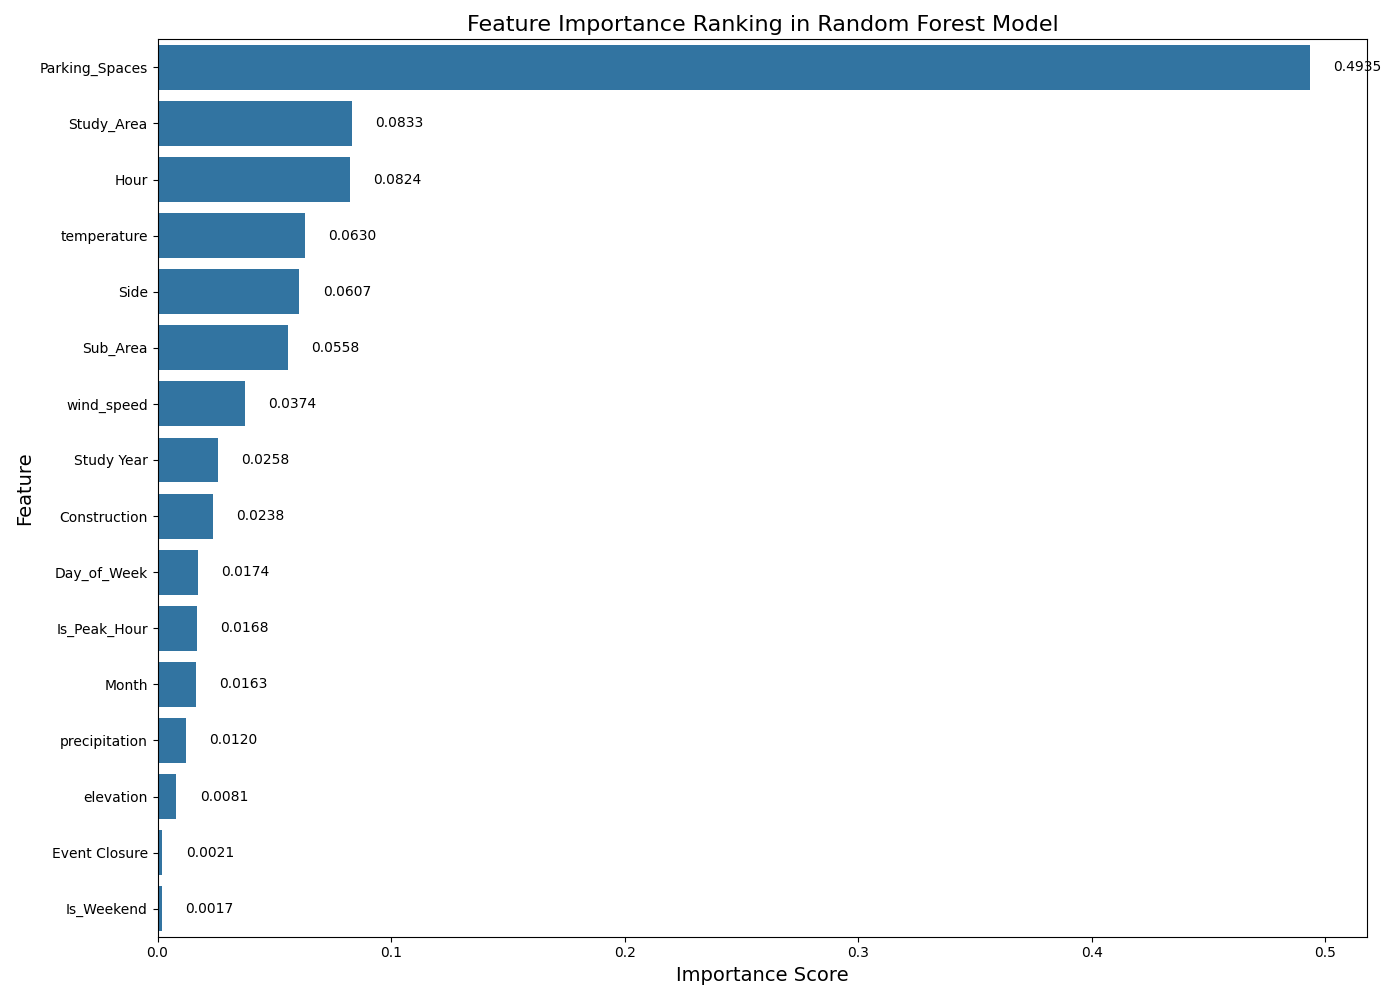 Feature Importance Ranking in Random Forest Model
Parking_Spaces 0.4935
Study_Area 0.0833
Hour 0.0824
temperature 0.0630
Side 0.0607
Sub_Area 0.0558
wind_speed 0.0374
Study Year 0.0258
Construction 0.0238
Day_of_Week 0.0174
Is_Peak_Hour 0.0168
Month 0.0163
precipitation 0.0120
elevation 0.0081
Event Closure 0.0021
Is_Weekend 0.0017
Feature
0.0 0.1 0.2 0.3 0.4 0.5
Importance Score